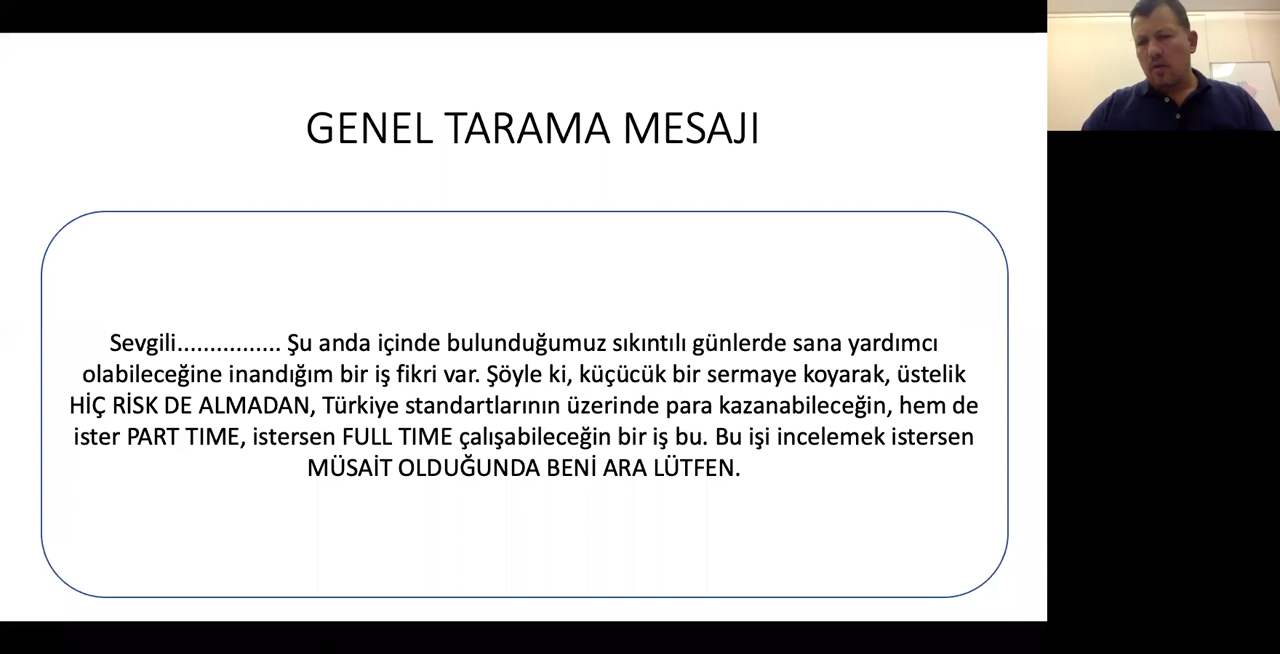 GENEL TARAMA MESAJI
Sevgili................ Şu anda içinde bulunduğumuz sıkıntılı günlerde sana yardımcı
olabileceğine inandığım bir iş fikri var. Şöyle ki, küçücük bir sermaye koyarak, üstelik
HİÇ RİSK DE ALMADAN, Türkiye standartlarının üzerinde para kazanabileceğin, hem de
ister PART TIME, istersen FULL TIME çalışabileceğin bir iş bu. Bu işi incelemek istersen
MÜSAİT OLDUĞUNDA BENİ ARA LÜTFEN.